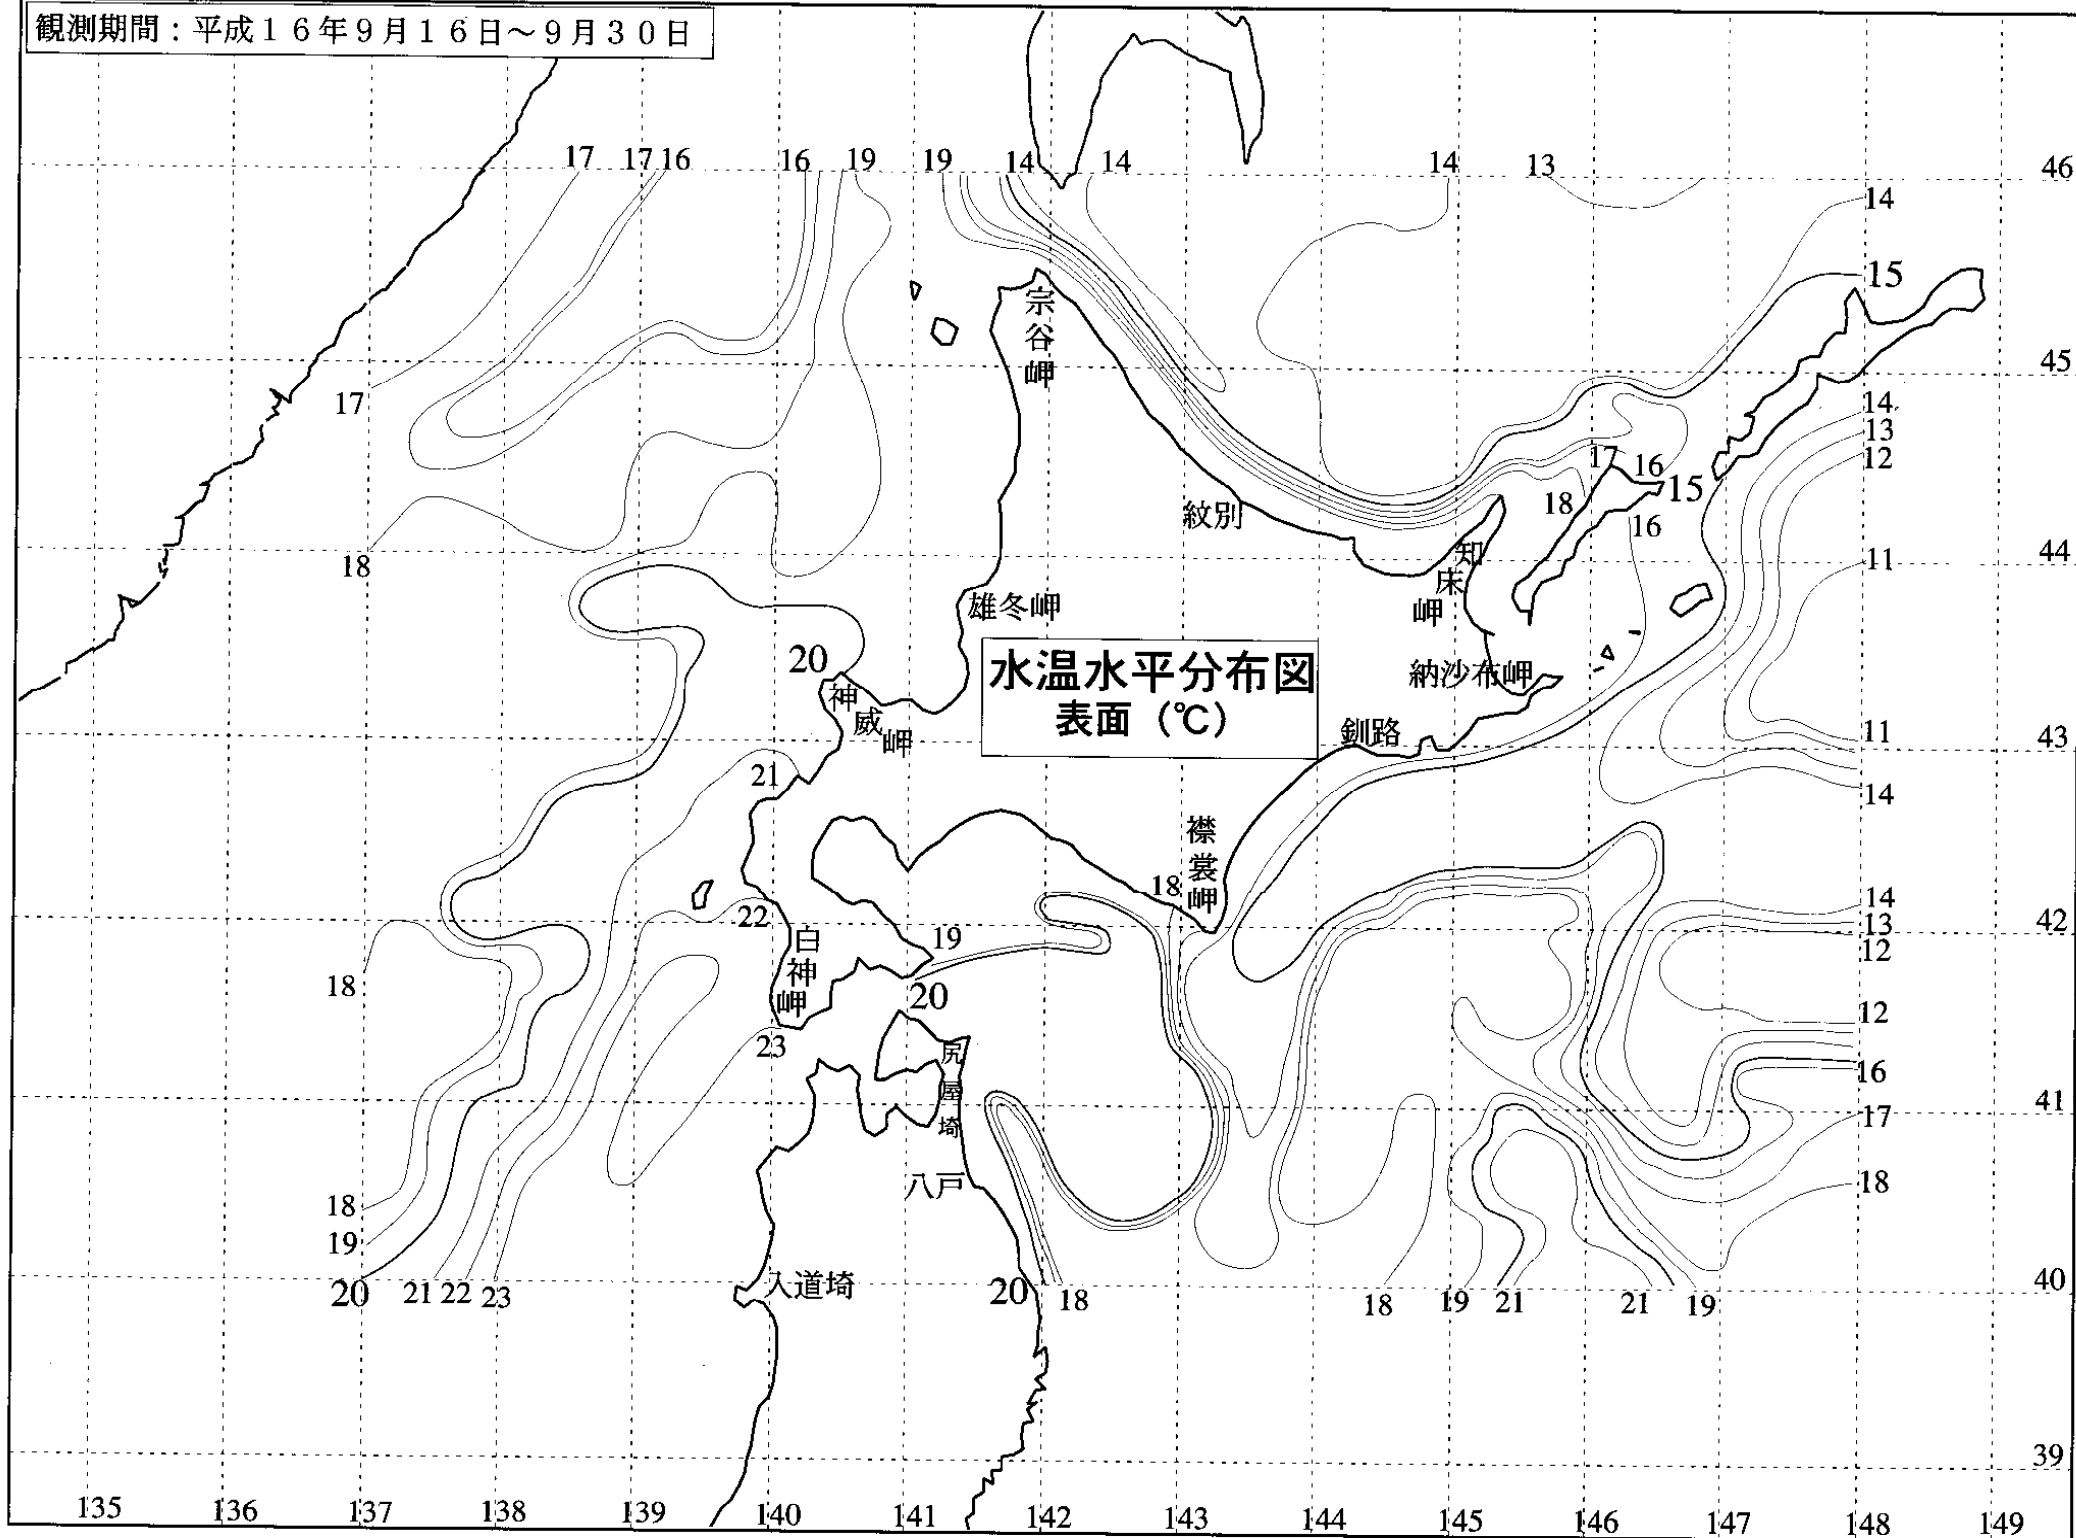 観測期間：平成１６年９月１６日～９月３０日
17 17 16 16 19 19 14 14 14 13 46
14
15
宗谷岬
45
17
14
13
12
17 16
18 15
紋別
16
18
44
11
知床岬
雄冬岬
20
水温水平分布図
表面（℃）
納沙布岬
神威岬
釧路
11
43
21
14
襟裳岬
18
22
14
13
42
12
白神岬
19
18
20
12
23
尻屋埼
16
41
17
八戸
18
18
19
入道埼
40
20 21 22 23
20 18 18 19 21 21 19
39
135 136 137 138 139 140 141 142 143 144 145 146 147 148 149